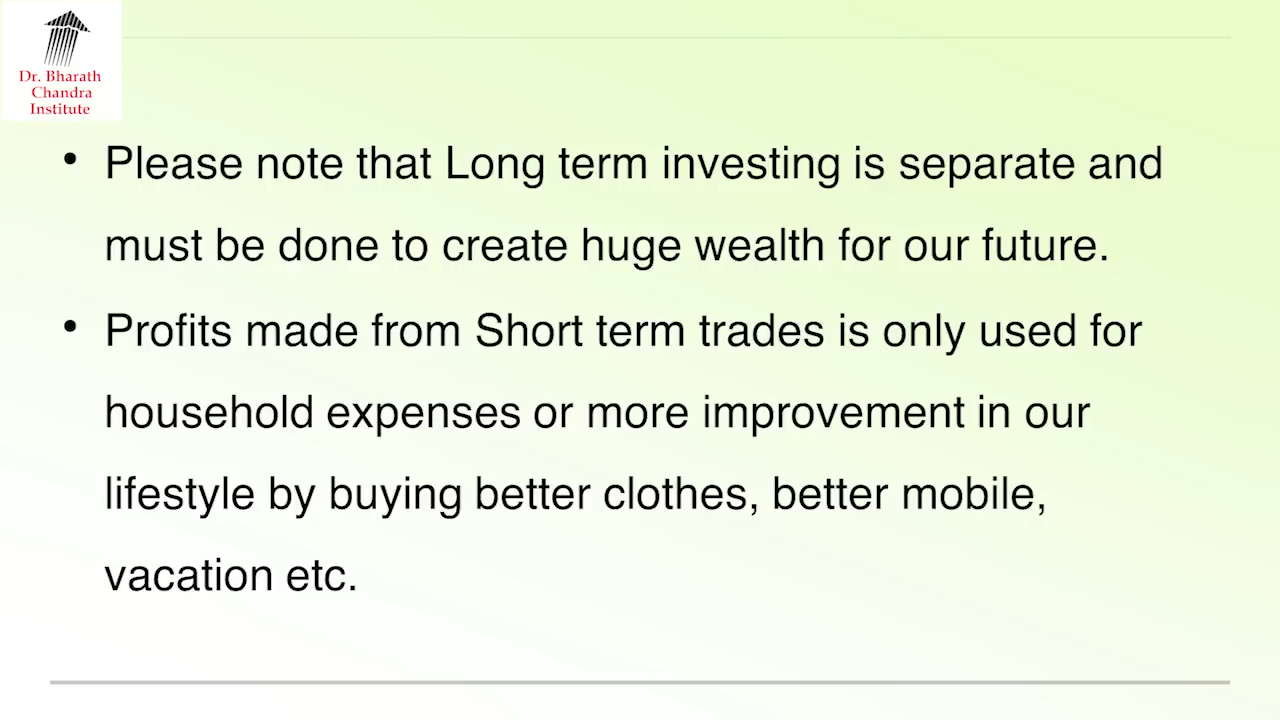 Dr. Bharath
Chandra
Institute
• Please note that Long term investing is separate and
must be done to create huge wealth for our future.
• Profits made from Short term trades is only used for
household expenses or more improvement in our
lifestyle by buying better clothes, better mobile,
vacation etc.